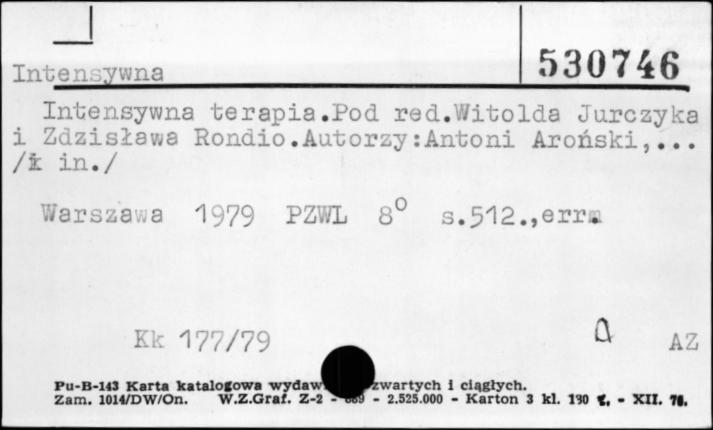 530746
Intensywna
Intensywna terapia.Pod red.Witolda Jurczyka
i Zdzisława Rondio.Autorzy:Antoni Aroński,...
/i in./
Warszawa 1979 PZWL 8° s.512.,err.
Kk 177/79 a AZ
Pu-B-143 Karta katalogowa wydaw zwartych i ciągłych.
Zam. 1014/DW/On. W.Z.Graf. Z-2 - 2.525.000 - Karton 3 kl. - XII.